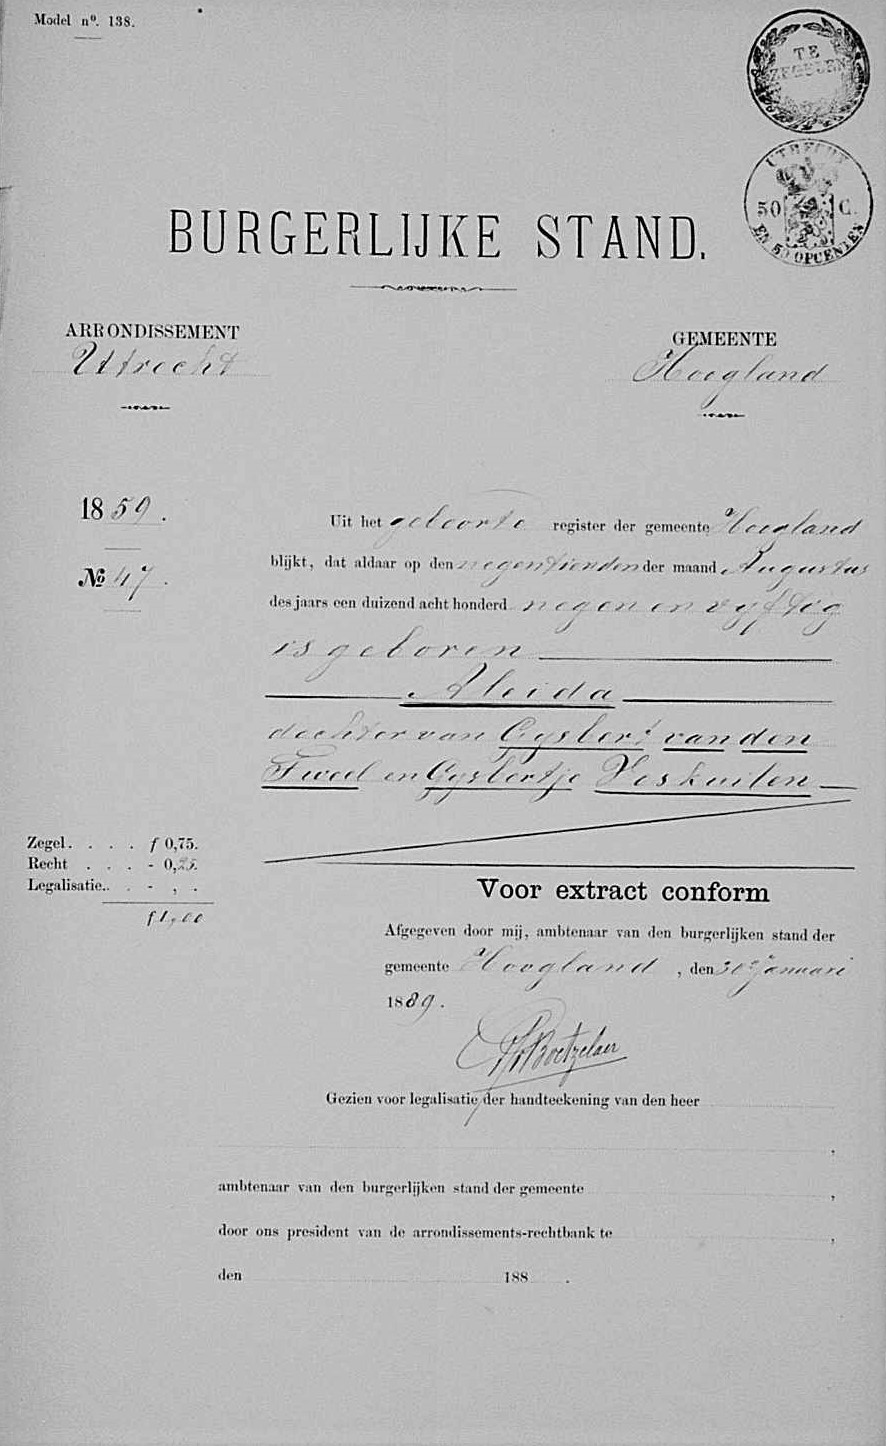 Model nº. 138.
TE
ZEGELEN
UTRECHT
50 C.
EN 50 OPCENTEN
BURGERLIJKE STAND.
ARRONDISSEMENT
Utrecht
GEMEENTE
Hoogland
1859.
Nº 47.
Uit het geboorte register der gemeente Hoogland
blijkt, dat aldaar op den negentienden der maand Augustus
des jaars een duizend acht honderd negen en vyftig
is geboren
Aleida
dochter van Gysbert van den
Tweel en Gysbertje Voskuilen
Zegel. . . . . f 0,75.
Recht . . . . - 0,25.
Legalisatie.. . - , .
f 1,00
Voor extract conform
Afgegeven door mij, ambtenaar van den burgerlijken stand der
gemeente Hoogland, den 30 Januari
1889.
Boetzelaer
Gezien voor legalisatie der handteekening van den heer
,
ambtenaar van den burgerlijken stand der gemeente ,
door ons president van de arrondissements-rechtbank te ,
den 188 .